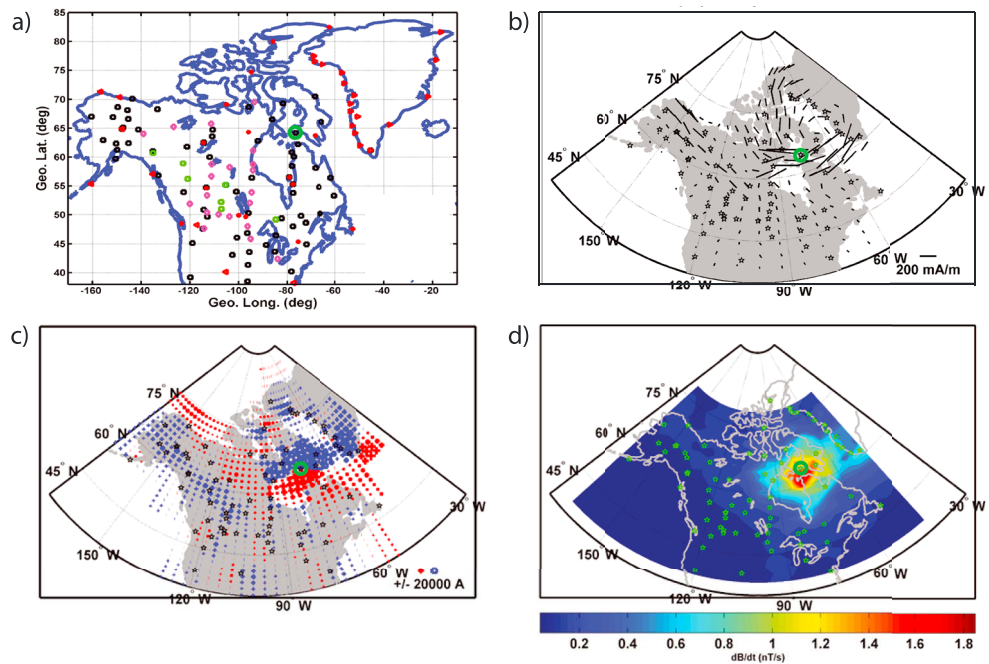 a)
85
80
75
70
65
60
55
50
45
40
Geo. Lat. (deg)
-160
-140
-120
-100
-80
-60
-40
-20
Geo. Long. (deg)
b)
75° N
60° N
45° N
150° W
120° W
90° W
60° W
30° W
200 mA/m
c)
75° N
60° N
45° N
150° W
120° W
90° W
60° W
30° W
+/- 20000 A
d)
75° N
60° N
45° N
150° W
120° W
90° W
60° W
30° W
0.2
0.4
0.6
0.8
1
1.2
1.4
1.6
1.8
dB/dt (nT/s)